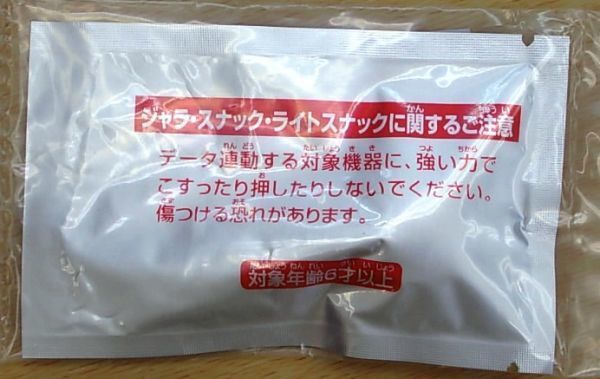 ジャラ・スナック・ライトスナックに関するご注意
データ連動する対象機器に、強い力で
こすったり押したりしないでください。
傷つける恐れがあります。
対象年齢6才以上